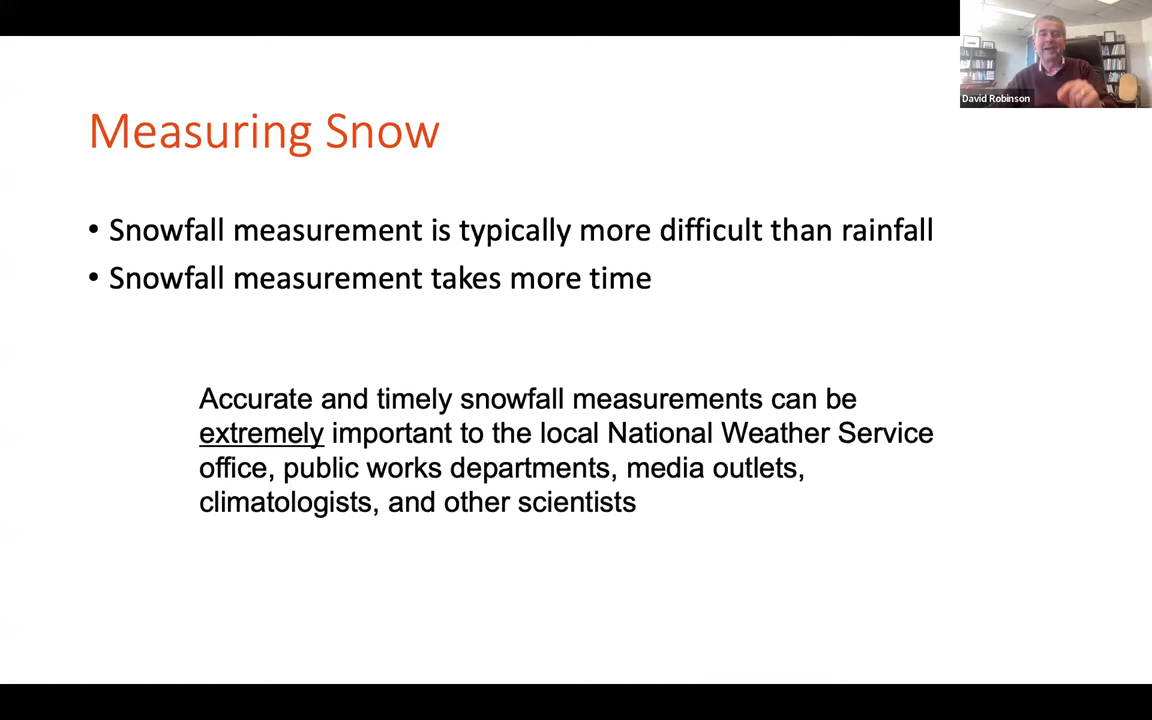 David Robinson
Measuring Snow
• Snowfall measurement is typically more difficult than rainfall
• Snowfall measurement takes more time
Accurate and timely snowfall measurements can be
extremely important to the local National Weather Service
office, public works departments, media outlets,
climatologists, and other scientists